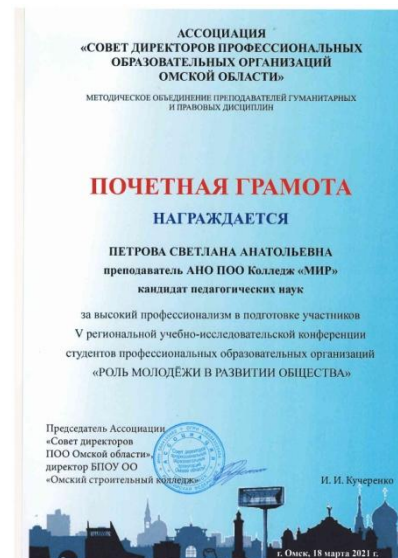 АССОЦИАЦИЯ
«СОВЕТ ДИРЕКТОРОВ ПРОФЕССИОНАЛЬНЫХ
ОБРАЗОВАТЕЛЬНЫХ ОРГАНИЗАЦИЙ
ОМСКОЙ ОБЛАСТИ»
МЕТОДИЧЕСКОЕ ОБЪЕДИНЕНИЕ ПРЕПОДАВАТЕЛЕЙ ГУМАНИТАРНЫХ
И ПРАВОВЫХ ДИСЦИПЛИН
ПОЧЕТНАЯ ГРАМОТА
НАГРАЖДАЕТСЯ
ПЕТРОВА СВЕТЛАНА АНАТОЛЬЕВНА
преподаватель АНО ПОО Колледж «МИР»
кандидат педагогических наук
за высокий профессионализм в подготовке участников
V региональной учебно-исследовательской конференции
студентов профессиональных образовательных организаций
«РОЛЬ МОЛОДЁЖИ В РАЗВИТИИ ОБЩЕСТВА»
Председатель Ассоциации
«Совет директоров
ПОО Омской области»,
директор БПОУ ОО
«Омский строительный колледж»
И. И. Кучеренко
г. Омск, 18 марта 2021 г.